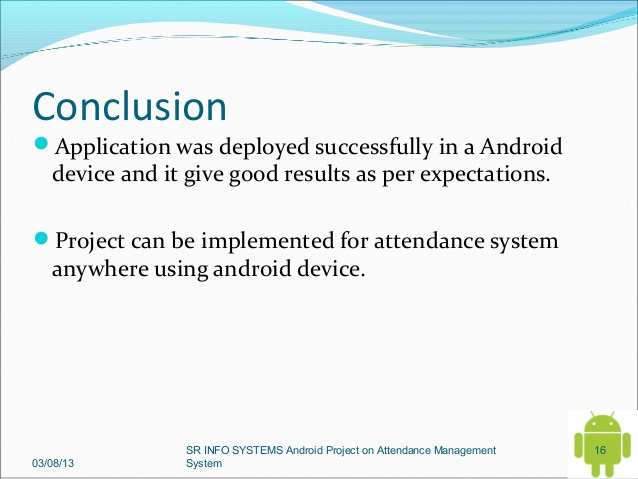 Conclusion
Application was deployed successfully in a Android
device and it give good results as per expectations.
Project can be implemented for attendance system
anywhere using android device.
03/08/13
SR INFO SYSTEMS Android Project on Attendance Management
System
16